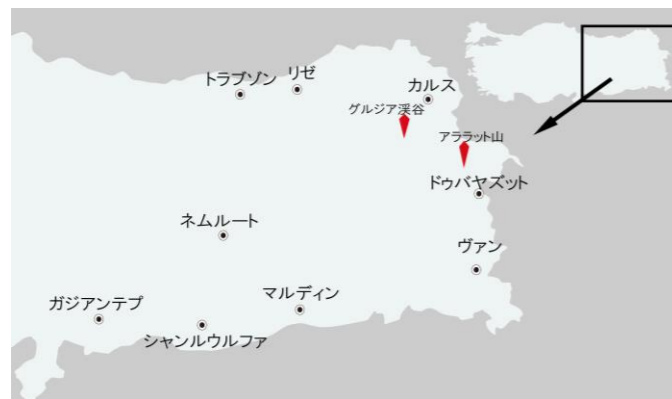 トラブゾン
リゼ
カルス
グルジア渓谷
アララット山
ドゥバヤズット
ネムルート
ヴァン
ガジアンテプ
マルディン
シャンルウルファ